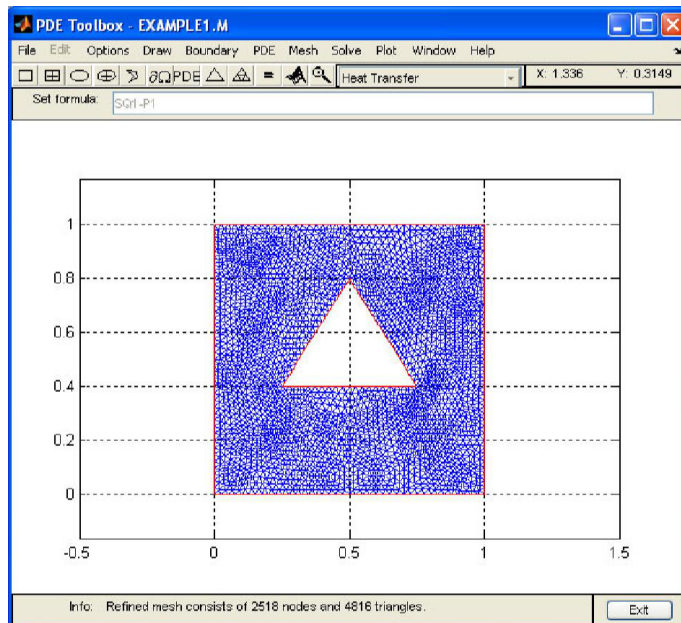 PDE Toolbox - EXAMPLE1.M
File Edit Options Draw Boundary PDE Mesh Solve Plot Window Help
∂Ω PDE = Heat Transfer X: 1.336 Y: 0.3149
Set formula: SQ1-P1
1
0.8
0.6
0.4
0.2
0
-0.5 0 0.5 1 1.5
Info: Refined mesh consists of 2518 nodes and 4816 triangles. Exit